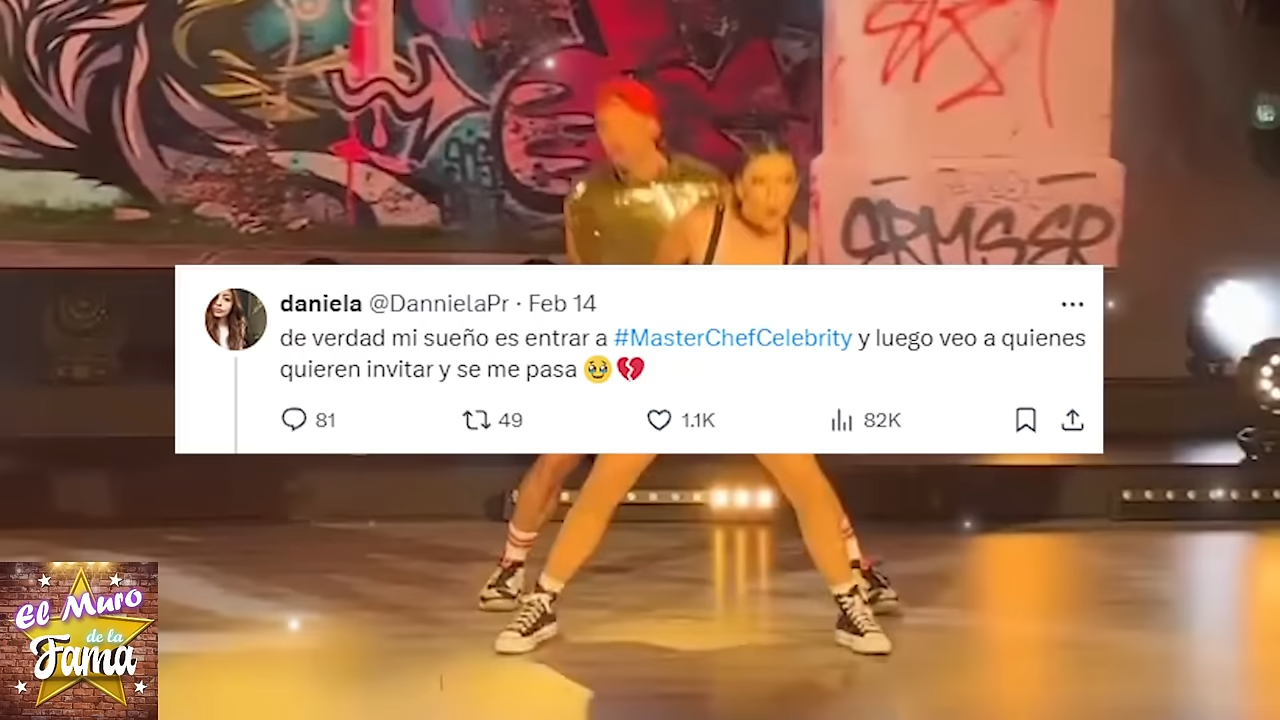 daniela @DannielaPr · Feb 14
de verdad mi sueño es entrar a #MasterChefCelebrity y luego veo a quienes
quieren invitar y se me pasa 🥹💔
81 49 1.1K 82K
El Muro
de la
Fama